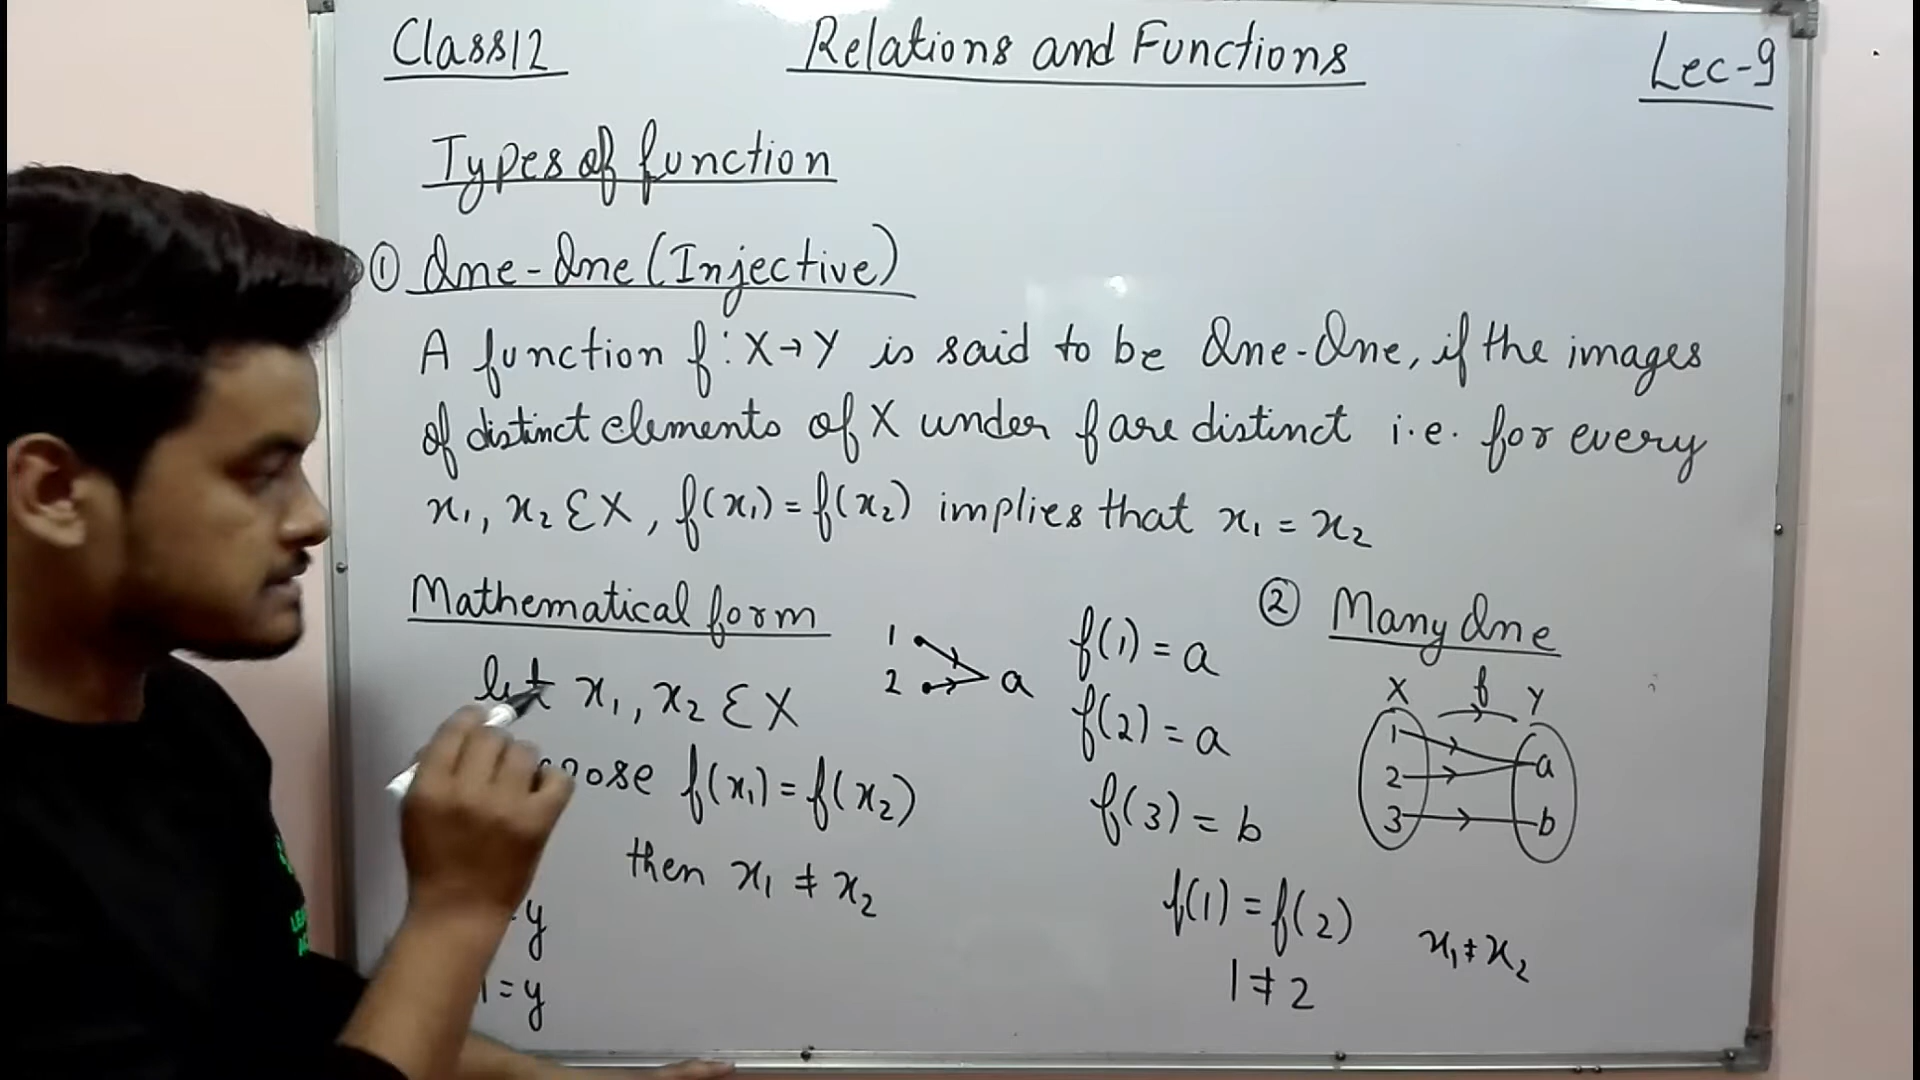 Class 12
Relations and Functions
Lec-9
Types of function
① One-One (Injective)
A function f: X→Y is said to be One-One, if the images
of distinct elements of X under f are distinct i.e. for every
x₁, x₂ Ɛ X, f(x₁) = f(x₂) implies that x₁ = x₂
Mathematical form
let x₁, x₂ Ɛ X
f(x₁) = f(x₂)
then x₁ ≠ x₂
= y
= y
1
2
a
f(1) = a
f(2) = a
f(3) = b
f(1) = f(2)
1 ≠ 2
x₁ ≠ x₂
② Many One
X f Y
1
2
3
a
b